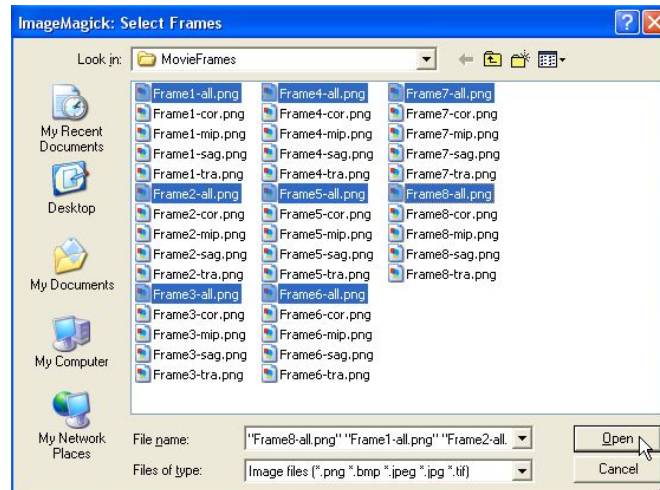 ImageMagick: Select Frames
Look in:
MovieFrames
My Recent
Documents
Desktop
My Documents
My Computer
My Network
Places
Frame1-all.png
Frame1-cor.png
Frame1-mip.png
Frame1-sag.png
Frame1-tra.png
Frame2-all.png
Frame2-cor.png
Frame2-mip.png
Frame2-sag.png
Frame2-tra.png
Frame3-all.png
Frame3-cor.png
Frame3-mip.png
Frame3-sag.png
Frame3-tra.png
Frame4-all.png
Frame4-cor.png
Frame4-mip.png
Frame4-sag.png
Frame4-tra.png
Frame5-all.png
Frame5-cor.png
Frame5-mip.png
Frame5-sag.png
Frame5-tra.png
Frame6-all.png
Frame6-cor.png
Frame6-mip.png
Frame6-sag.png
Frame6-tra.png
Frame7-all.png
Frame7-cor.png
Frame7-mip.png
Frame7-sag.png
Frame7-tra.png
Frame8-all.png
Frame8-cor.png
Frame8-mip.png
Frame8-sag.png
Frame8-tra.png
File name:
"Frame8-all.png" "Frame1-all.png" "Frame2-all.
Open
Files of type:
Image files (*.png *.bmp *.jpeg *.jpg *.tif)
Cancel